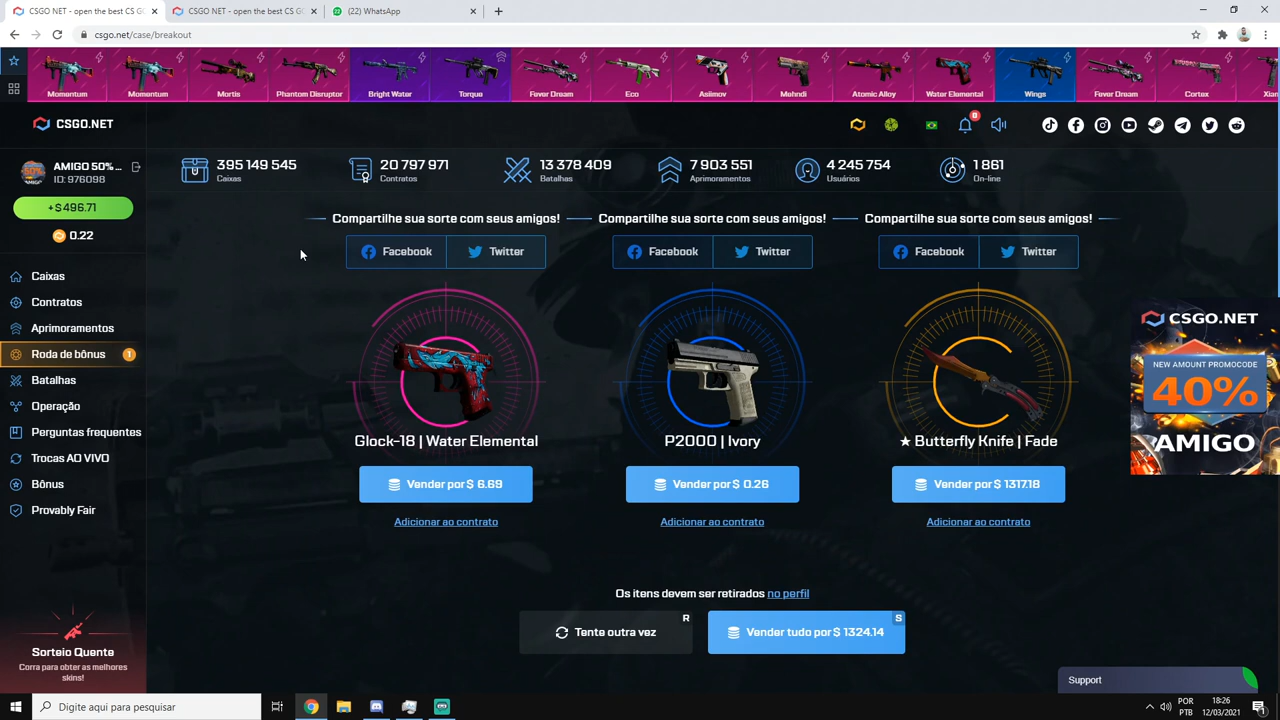 CSGO NET - open the best CS GO
CSGO NET - open the best CS GO
22
(22) WhatsApp
csgo.net/case/breakout
Momentum
Momentum
Mortis
Phantom Disruptor
Bright Water
Torque
Fever Dream
Eco
Asiimov
Mehndi
Atomic Alloy
Water Elemental
Wings
Fever Dream
Cortex
Xian
CSGO.NET
8
AMIGO 50% ...
ID: 976098
+$ 496.71
0.22
395 149 545
Caixas
20 797 971
Contratos
13 378 409
Batalhas
7 903 551
Aprimoramentos
4 245 754
Usuários
1 861
On-line
Caixas
Contratos
Aprimoramentos
Roda de bônus 1
Batalhas
Operação
Perguntas frequentes
Trocas AO VIVO
Bônus
Provably Fair
Sorteio Quente
Corra para obter as melhores
skins!
Compartilhe sua sorte com seus amigos!
Facebook
Twitter
Glock-18 | Water Elemental
Vender por $ 6.69
Adicionar ao contrato
Compartilhe sua sorte com seus amigos!
Facebook
Twitter
P2000 | Ivory
Vender por $ 0.26
Adicionar ao contrato
Compartilhe sua sorte com seus amigos!
Facebook
Twitter
★ Butterfly Knife | Fade
Vender por $ 1317.18
Adicionar ao contrato
Os itens devem ser retirados no perfil
Tente outra vez
R
Vender tudo por $ 1324.14
S
CSGO.NET
NEW AMOUNT PROMOCODE
40%
AMIGO
Support
Digite aqui para pesquisar
POR
PTB
18:26
12/03/2021
1